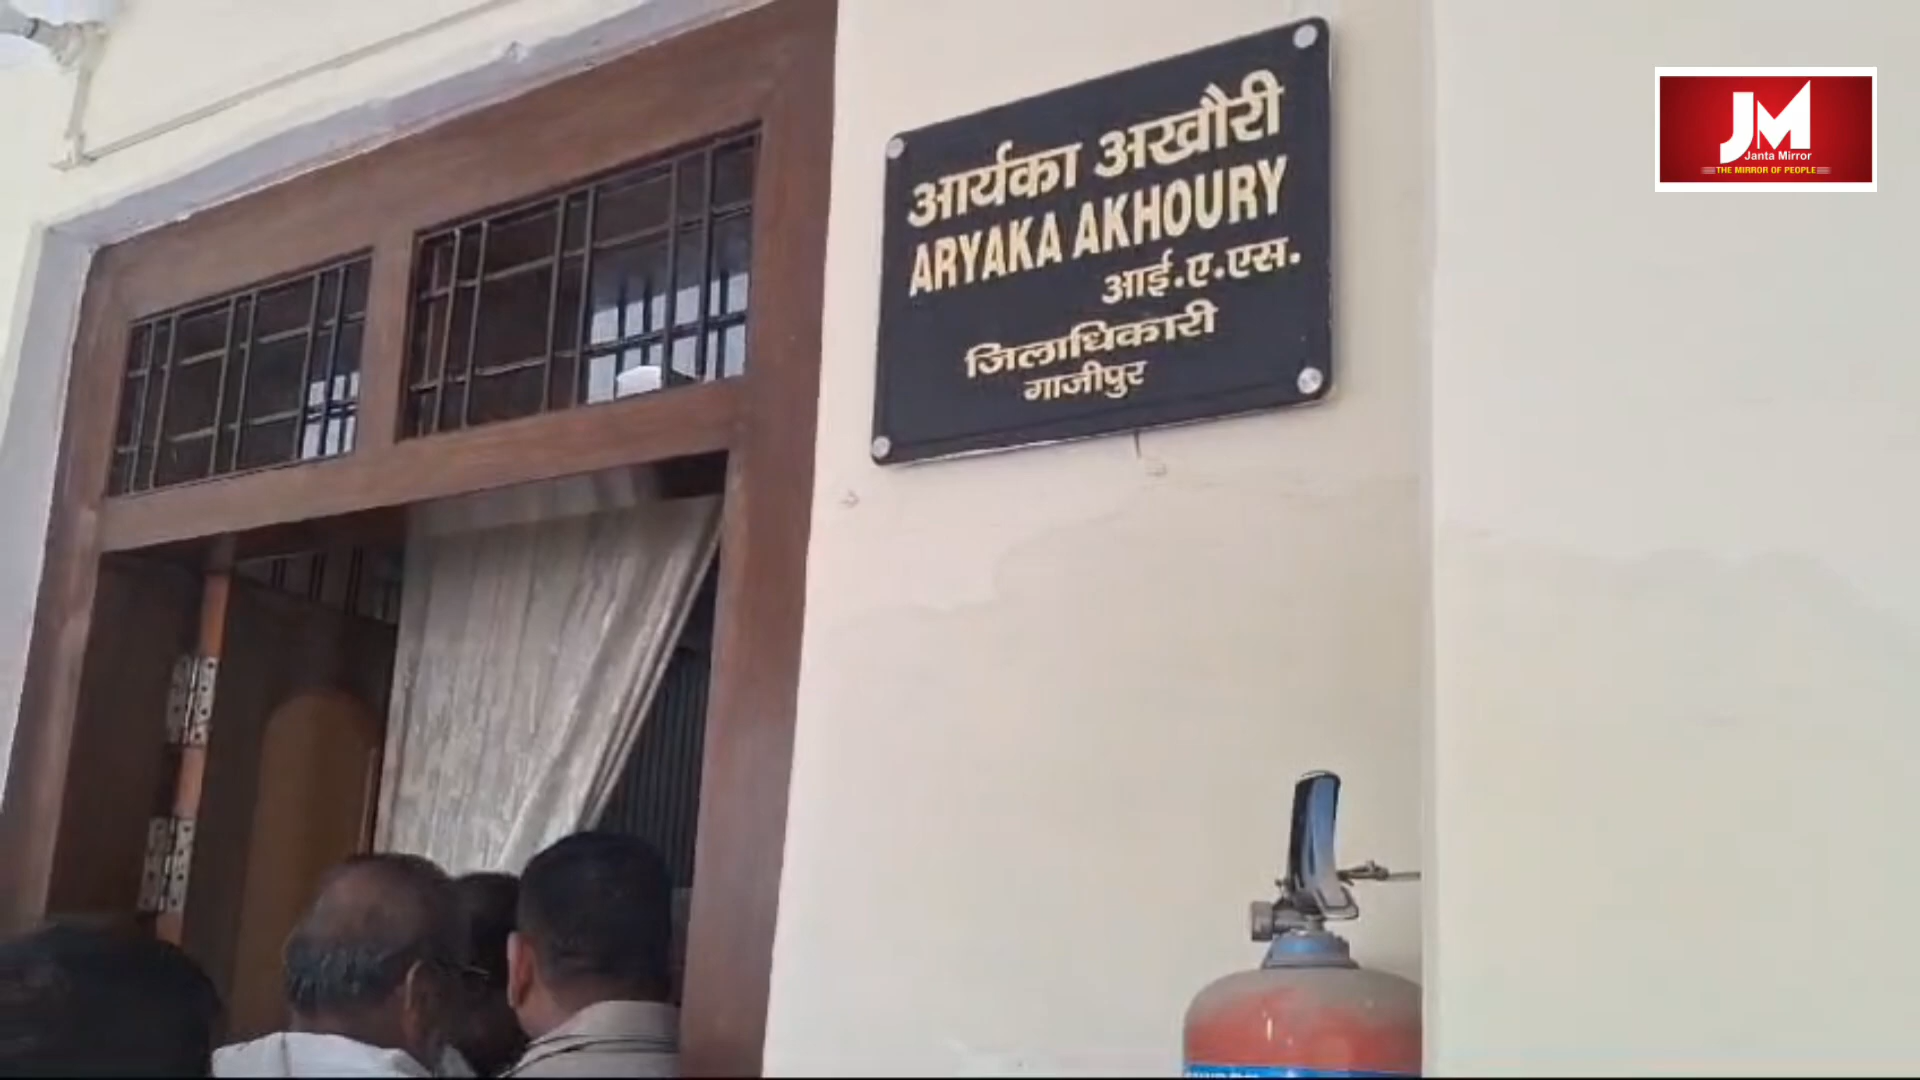 आर्यका अखौरी
ARYAKA AKHOURY
आई.ए.एस.
जिलाधिकारी
गाजीपुर
JM
Janta Mirror
THE MIRROR OF PEOPLE